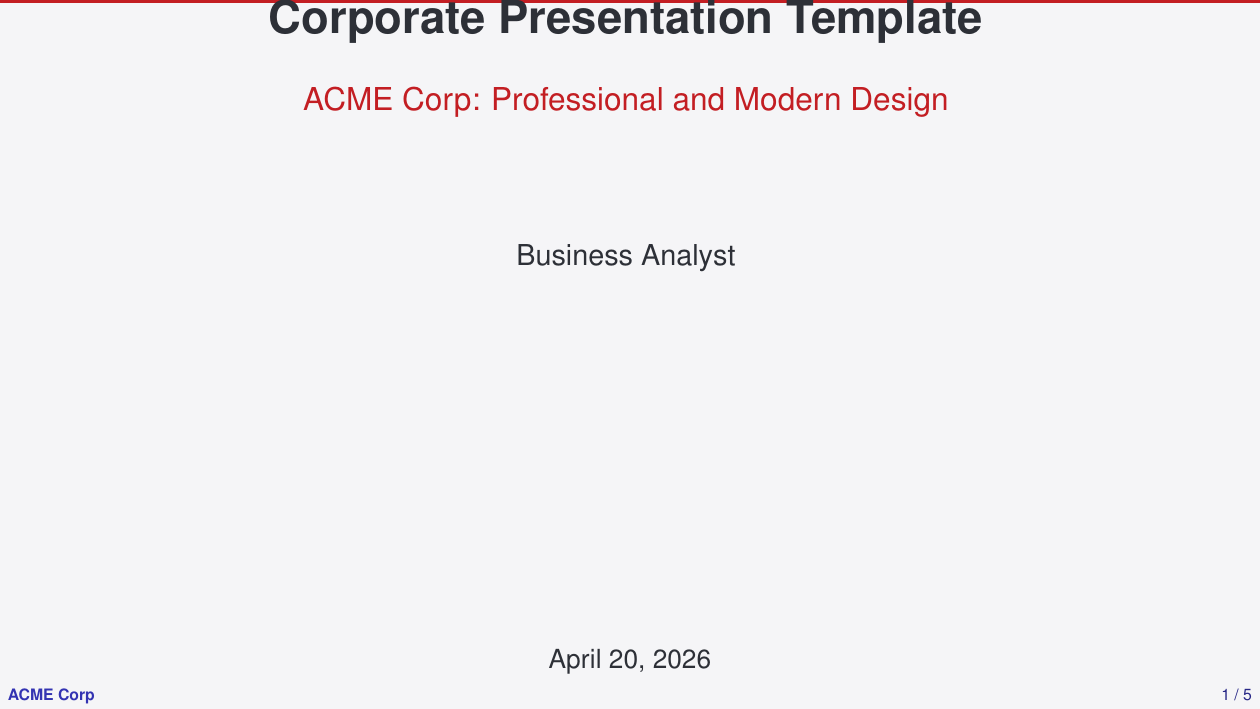 Corporate Presentation Template
ACME Corp: Professional and Modern Design
Business Analyst
April 20, 2026
ACME Corp
1 / 5